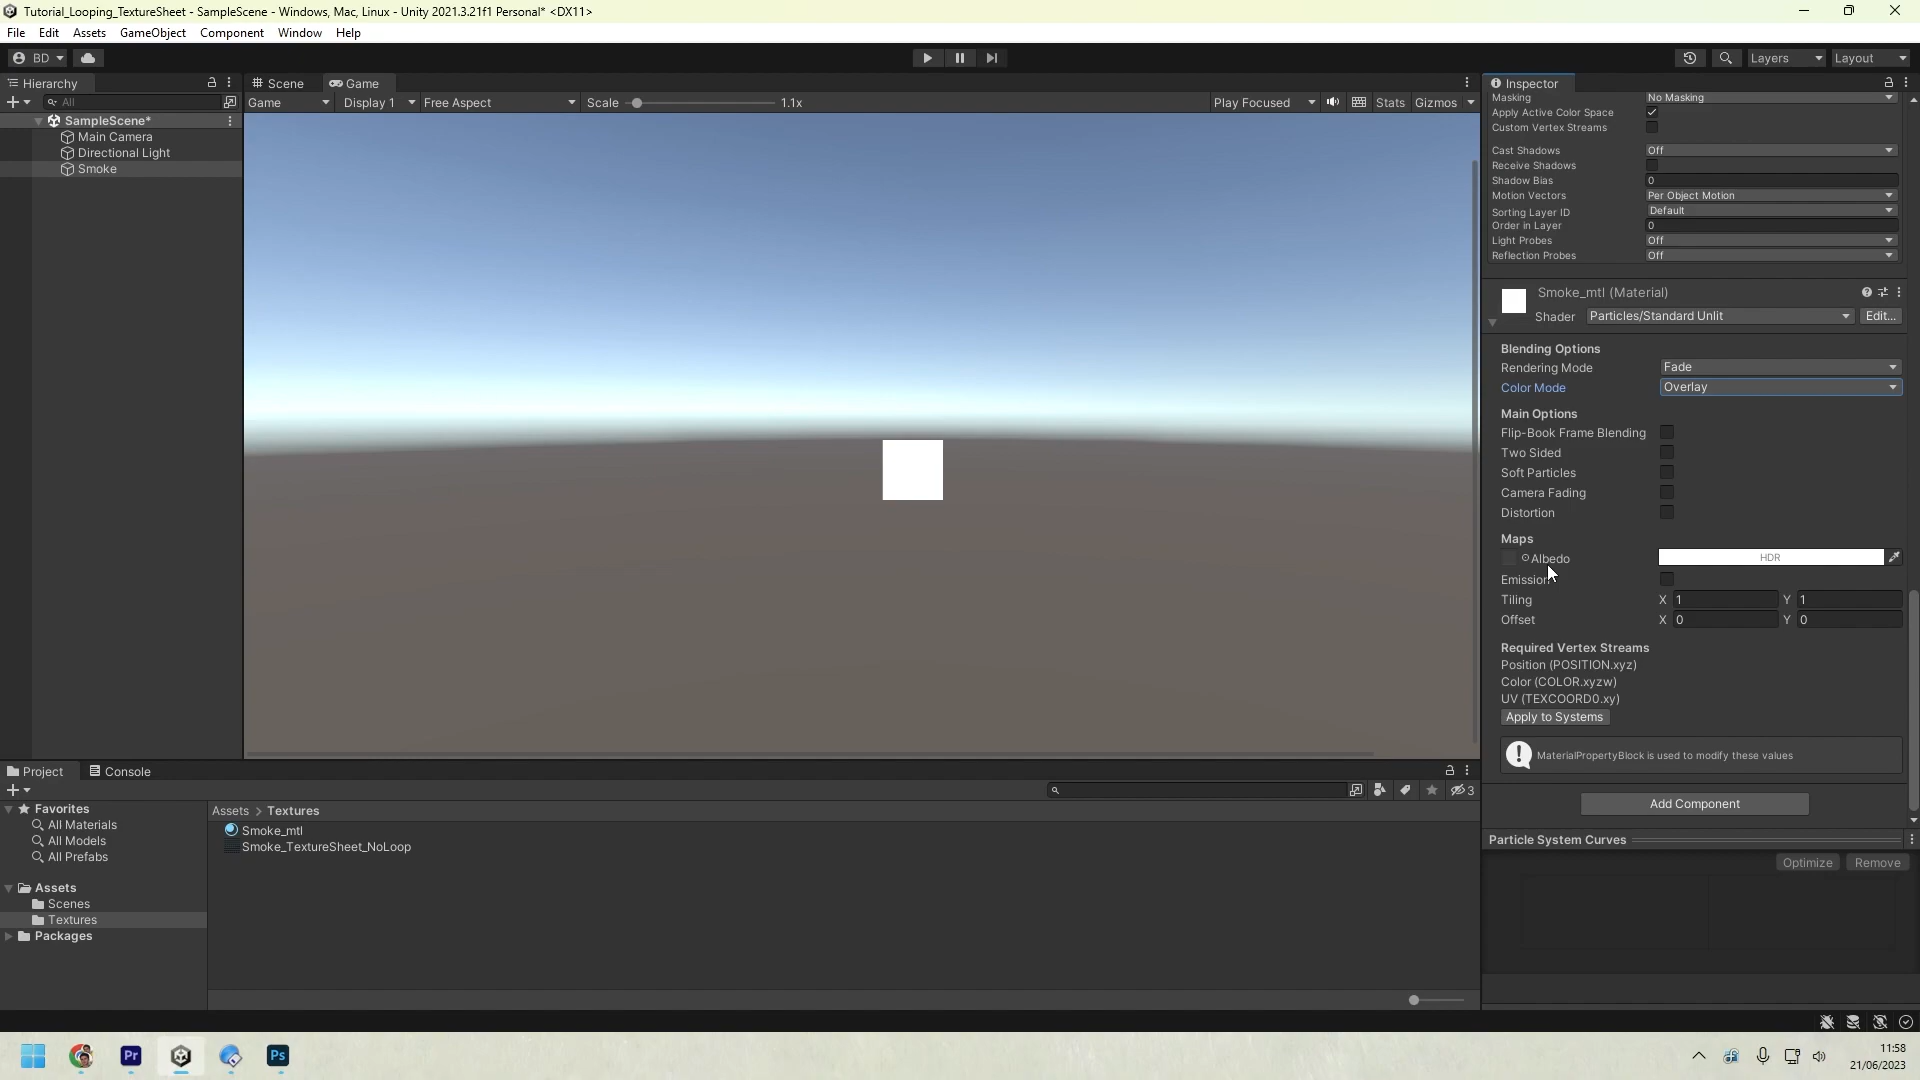 Tutorial_Looping_TextureSheet - SampleScene - Windows, Mac, Linux - Unity 2021.3.21f1 Personal* <DX11>
File Edit Assets GameObject Component Window Help
BD Layers Layout
Hierarchy
All
SampleScene*
Main Camera
Directional Light
Smoke
Scene Game
Game Display 1 Free Aspect Scale 1.1x Play Focused Stats Gizmos
Inspector
Masking No Masking
Apply Active Color Space
Custom Vertex Streams
Cast Shadows Off
Receive Shadows
Shadow Bias 0
Motion Vectors Per Object Motion
Sorting Layer ID Default
Order in Layer 0
Light Probes Off
Reflection Probes Off
Smoke_mtl (Material)
Shader Particles/Standard Unlit Edit...
Blending Options
Rendering Mode Fade
Color Mode Overlay
Main Options
Flip-Book Frame Blending
Two Sided
Soft Particles
Camera Fading
Distortion
Maps
Albedo HDR
Emission
Tiling X 1 Y 1
Offset X 0 Y 0
Required Vertex Streams
Position (POSITION.xyz)
Color (COLOR.xyzw)
UV (TEXCOORD0.xy)
Apply to Systems
MaterialPropertyBlock is used to modify these values
Add Component
Particle System Curves
Optimize Remove
Project Console
3
Favorites
All Materials
All Models
All Prefabs
Assets
Scenes
Textures
Packages
Assets > Textures
Smoke_mtl
Smoke_TextureSheet_NoLoop
Pr Ps
11:58
21/06/2023